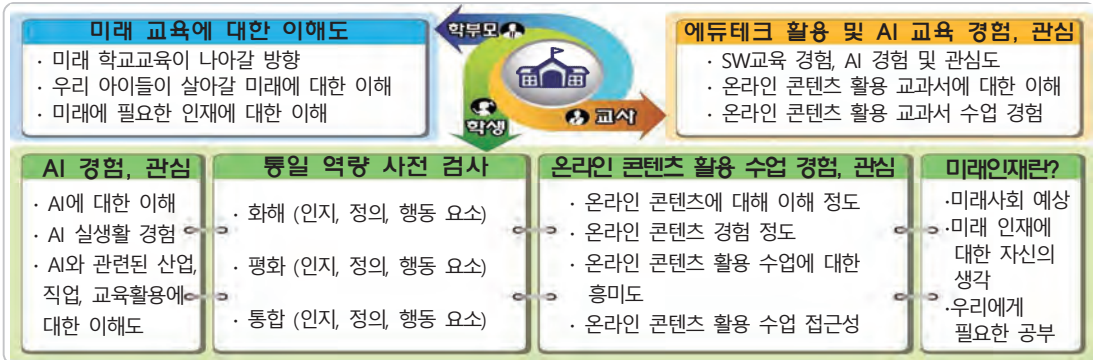 미래 교육에 대한 이해도
· 미래 학교교육이 나아갈 방향
· 우리 아이들이 살아갈 미래에 대한 이해
· 미래에 필요한 인재에 대한 이해
학부모
학생
교사
에듀테크 활용 및 AI 교육 경험, 관심
· SW교육 경험, AI 경험 및 관심도
· 온라인 콘텐츠 활용 교과서에 대한 이해
· 온라인 콘텐츠 활용 교과서 수업 경험
AI 경험, 관심
· AI에 대한 이해
· AI 실생활 경험
· AI와 관련된 산업,
직업, 교육활용에
대한 이해도
통일 역량 사전 검사
· 화해 (인지, 정의, 행동 요소)
· 평화 (인지, 정의, 행동 요소)
· 통합 (인지, 정의, 행동 요소)
온라인 콘텐츠 활용 수업 경험, 관심
· 온라인 콘텐츠에 대해 이해 정도
· 온라인 콘텐츠 경험 정도
· 온라인 콘텐츠 활용 수업에 대한
흥미도
· 온라인 콘텐츠 활용 수업 접근성
미래인재란?
·미래사회 예상
·미래 인재에
대한 자신의
생각
·우리에게
필요한 공부